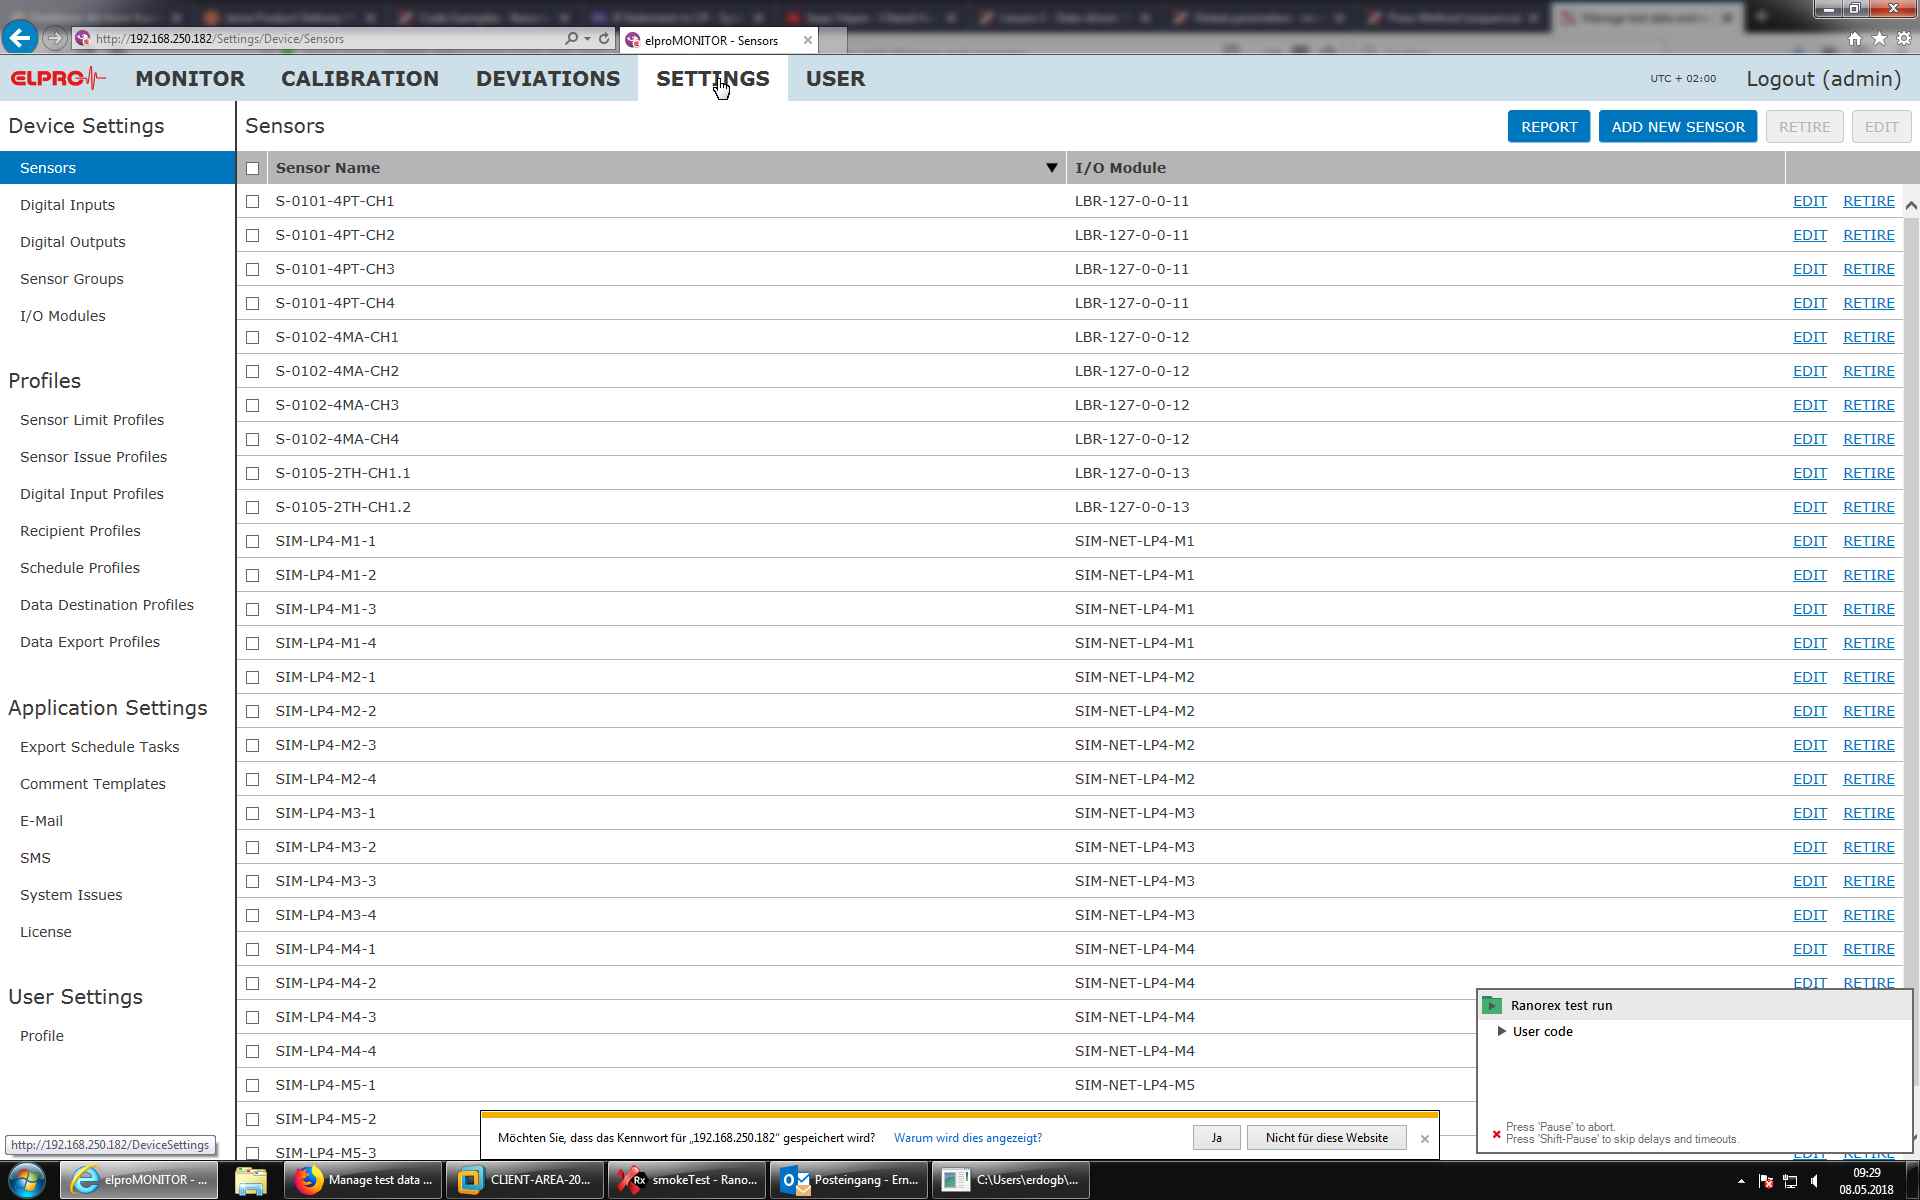 http://192.168.250.182/Settings/Device/Sensors
elproMONITOR - Sensors
ELPRO
MONITOR
CALIBRATION
DEVIATIONS
SETTINGS
USER
UTC + 02:00
Logout (admin)
Device Settings
Sensors
Digital Inputs
Digital Outputs
Sensor Groups
I/O Modules
Profiles
Sensor Limit Profiles
Sensor Issue Profiles
Digital Input Profiles
Recipient Profiles
Schedule Profiles
Data Destination Profiles
Data Export Profiles
Application Settings
Export Schedule Tasks
Comment Templates
E-Mail
SMS
System Issues
License
User Settings
Profile
http://192.168.250.182/DeviceSettings
Sensors
REPORT
ADD NEW SENSOR
RETIRE
EDIT
Sensor Name I/O Module
S-0101-4PT-CH1 LBR-127-0-0-11 EDIT RETIRE
S-0101-4PT-CH2 LBR-127-0-0-11 EDIT RETIRE
S-0101-4PT-CH3 LBR-127-0-0-11 EDIT RETIRE
S-0101-4PT-CH4 LBR-127-0-0-11 EDIT RETIRE
S-0102-4MA-CH1 LBR-127-0-0-12 EDIT RETIRE
S-0102-4MA-CH2 LBR-127-0-0-12 EDIT RETIRE
S-0102-4MA-CH3 LBR-127-0-0-12 EDIT RETIRE
S-0102-4MA-CH4 LBR-127-0-0-12 EDIT RETIRE
S-0105-2TH-CH1.1 LBR-127-0-0-13 EDIT RETIRE
S-0105-2TH-CH1.2 LBR-127-0-0-13 EDIT RETIRE
SIM-LP4-M1-1 SIM-NET-LP4-M1 EDIT RETIRE
SIM-LP4-M1-2 SIM-NET-LP4-M1 EDIT RETIRE
SIM-LP4-M1-3 SIM-NET-LP4-M1 EDIT RETIRE
SIM-LP4-M1-4 SIM-NET-LP4-M1 EDIT RETIRE
SIM-LP4-M2-1 SIM-NET-LP4-M2 EDIT RETIRE
SIM-LP4-M2-2 SIM-NET-LP4-M2 EDIT RETIRE
SIM-LP4-M2-3 SIM-NET-LP4-M2 EDIT RETIRE
SIM-LP4-M2-4 SIM-NET-LP4-M2 EDIT RETIRE
SIM-LP4-M3-1 SIM-NET-LP4-M3 EDIT RETIRE
SIM-LP4-M3-2 SIM-NET-LP4-M3 EDIT RETIRE
SIM-LP4-M3-3 SIM-NET-LP4-M3 EDIT RETIRE
SIM-LP4-M3-4 SIM-NET-LP4-M3 EDIT RETIRE
SIM-LP4-M4-1 SIM-NET-LP4-M4 EDIT RETIRE
SIM-LP4-M4-2 SIM-NET-LP4-M4 EDIT RETIRE
SIM-LP4-M4-3 SIM-NET-LP4-M4
SIM-LP4-M4-4 SIM-NET-LP4-M4
SIM-LP4-M5-1 SIM-NET-LP4-M5
SIM-LP4-M5-2
SIM-LP4-M5-3 EDIT RETIRE
Ranorex test run
User code
Press 'Pause' to abort.
Press 'Shift-Pause' to skip delays and timeouts.
Möchten Sie, dass das Kennwort für „192.168.250.182“ gespeichert wird?
Warum wird dies angezeigt?
Ja
Nicht für diese Website
elproMONITOR - ...
Manage test data ...
CLIENT-AREA-20...
smokeTest - Rano...
Posteingang - Ern...
C:\Users\erdogb\...
09:29
08.05.2018